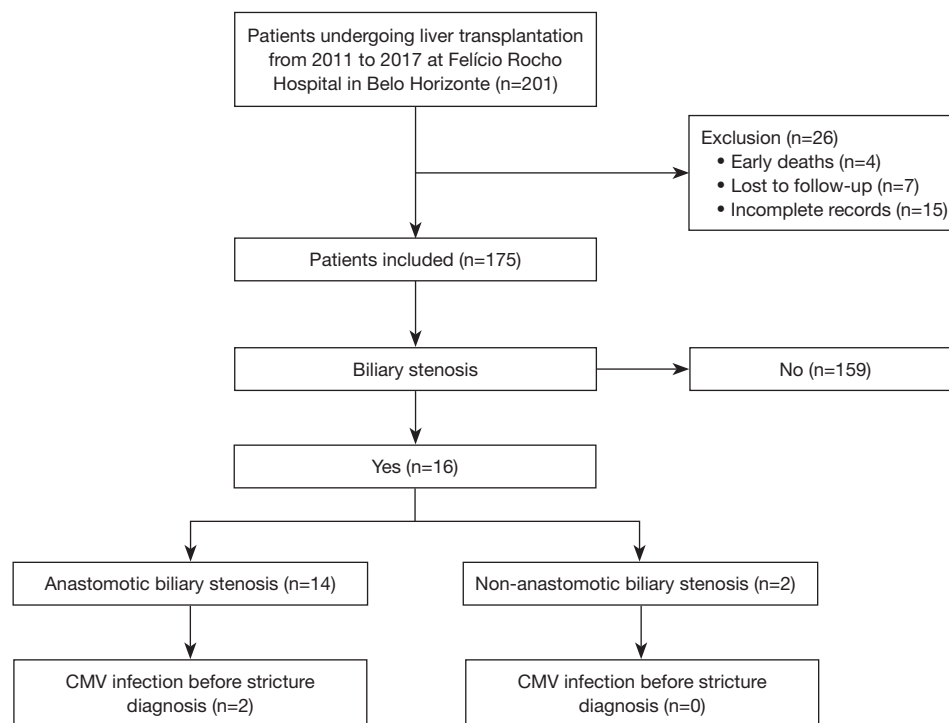 Patients undergoing liver transplantation
from 2011 to 2017 at Felício Rocho
Hospital in Belo Horizonte (n=201)
Exclusion (n=26)
• Early deaths (n=4)
• Lost to follow-up (n=7)
• Incomplete records (n=15)
Patients included (n=175)
Biliary stenosis
No (n=159)
Yes (n=16)
Anastomotic biliary stenosis (n=14)
Non-anastomotic biliary stenosis (n=2)
CMV infection before stricture
diagnosis (n=2)
CMV infection before stricture
diagnosis (n=0)